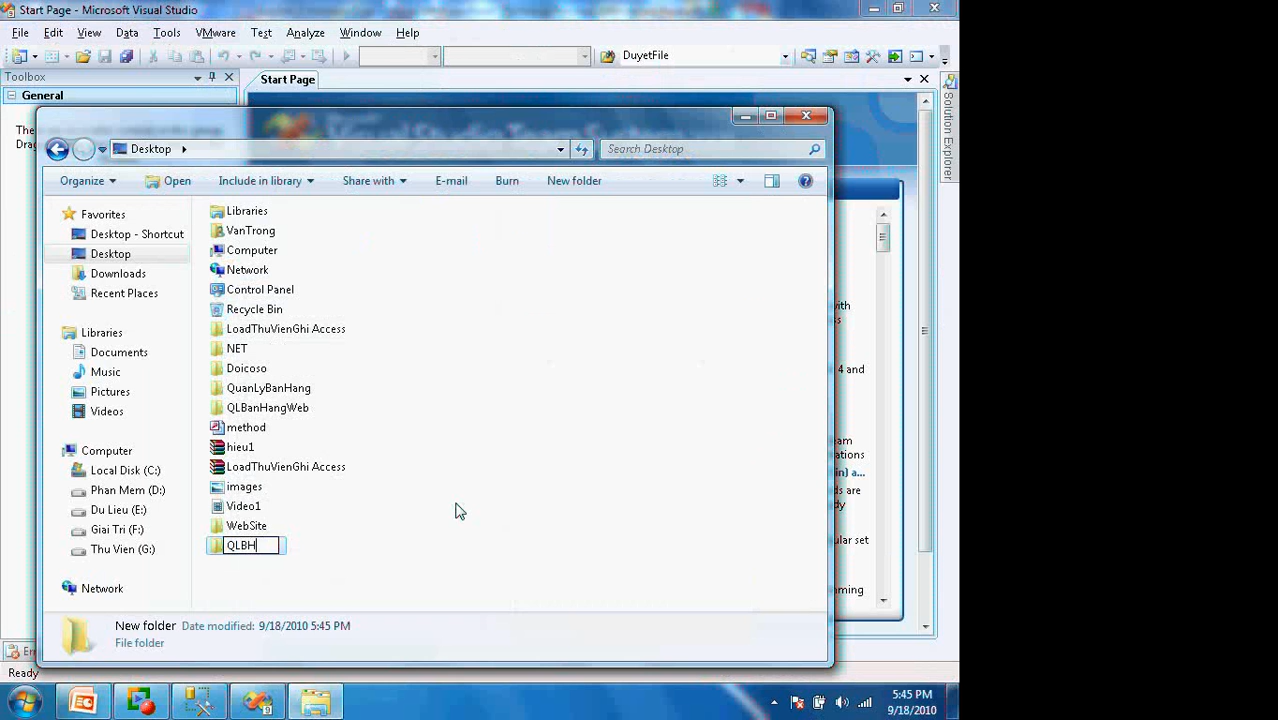 Start Page - Microsoft Visual Studio
File Edit View Data Tools VMware Test Analyze Window Help
DuyetFile
Toolbox
Start Page
General
Solution Explorer
Desktop
Search Desktop
Organize Open Include in library Share with E-mail Burn New folder
Favorites
Desktop - Shortcut
Desktop
Downloads
Recent Places
Libraries
Documents
Music
Pictures
Videos
Computer
Local Disk (C:)
Phan Mem (D:)
Du Lieu (E:)
Giai Tri (F:)
Thu Vien (G:)
Network
Libraries
VanTrong
Computer
Network
Control Panel
Recycle Bin
LoadThuVienGhi Access
NET
Doicoso
QuanLyBanHang
QLBanHangWeb
method
hieu1
LoadThuVienGhi Access
images
Video1
WebSite
QLBH
New folder Date modified: 9/18/2010 5:45 PM
File folder
Ready
5:45 PM
9/18/2010